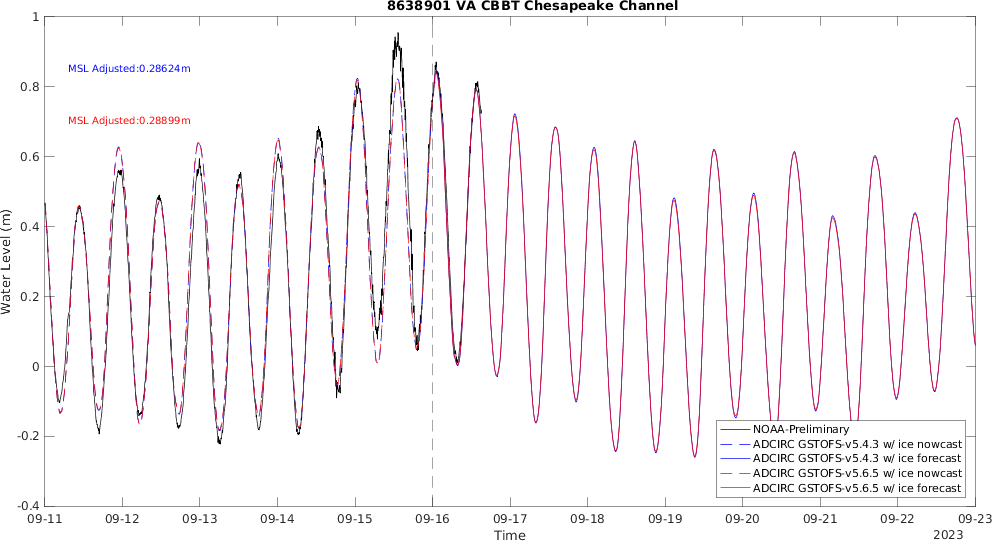 8638901 VA CBBT Chesapeake Channel
1
0.8
0.6
0.4
0.2
0
-0.2
-0.4
Water Level (m)
MSL Adjusted:0.28624m
MSL Adjusted:0.28899m
NOAA-Preliminary
ADCIRC GSTOFS-v5.4.3 w/ ice nowcast
ADCIRC GSTOFS-v5.4.3 w/ ice forecast
ADCIRC GSTOFS-v5.6.5 w/ ice nowcast
ADCIRC GSTOFS-v5.6.5 w/ ice forecast
09-11 09-12 09-13 09-14 09-15 09-16 09-17 09-18 09-19 09-20 09-21 09-22 09-23
Time
2023